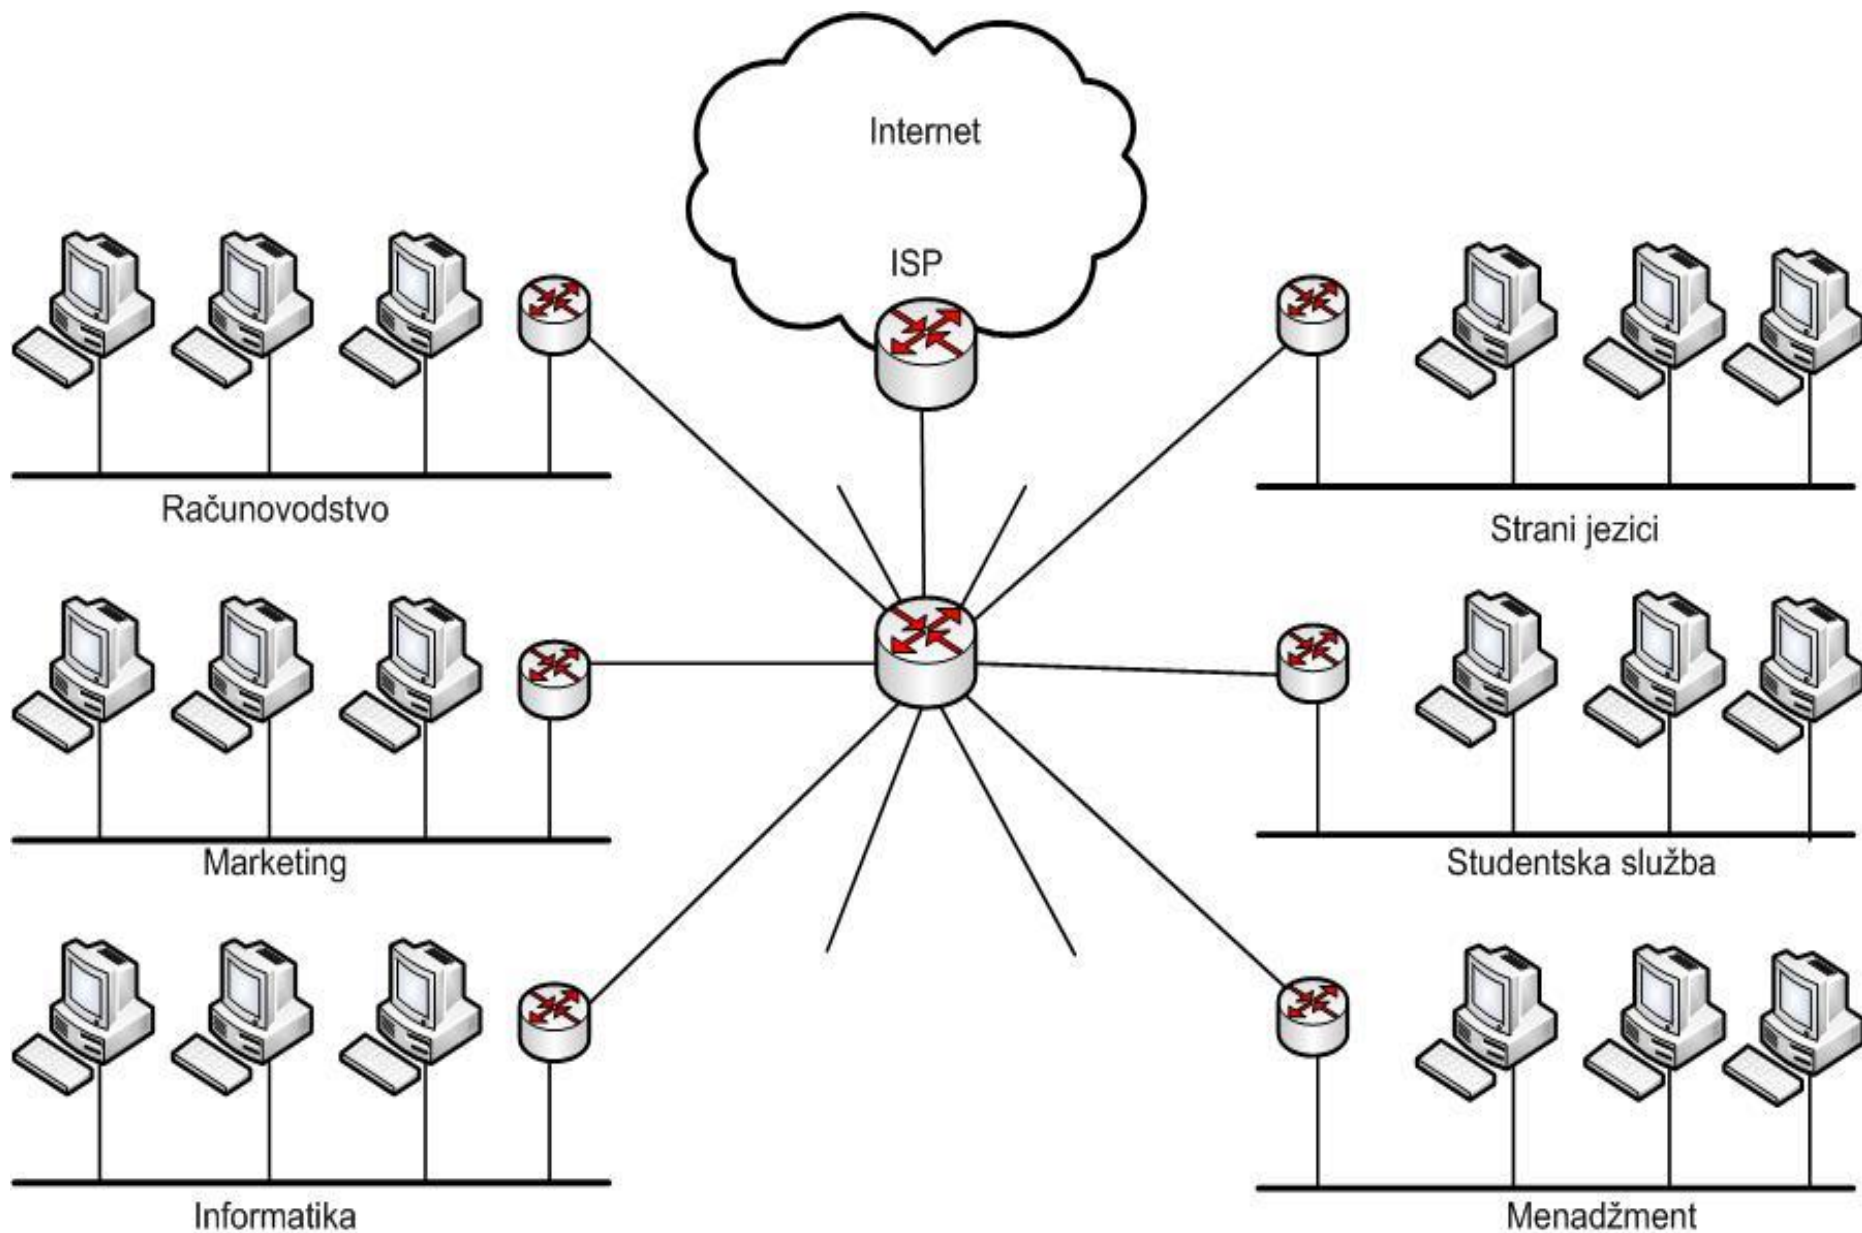 Internet
ISP
Računovodstvo
Strani jezici
Marketing
Studentska služba
Informatika
Menadžment